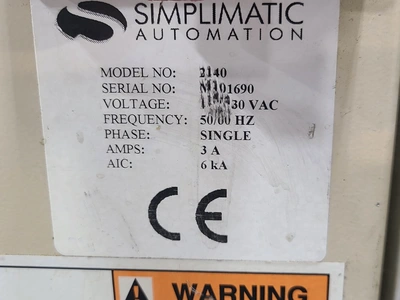 SIMPLIMATIC
AUTOMATION
MODEL NO: 2140
SERIAL NO:
VOLTAGE: VAC
FREQUENCY: 50/60 HZ
PHASE: SINGLE
AMPS: 3 A
AIC: 6 kA
CE
WARNING